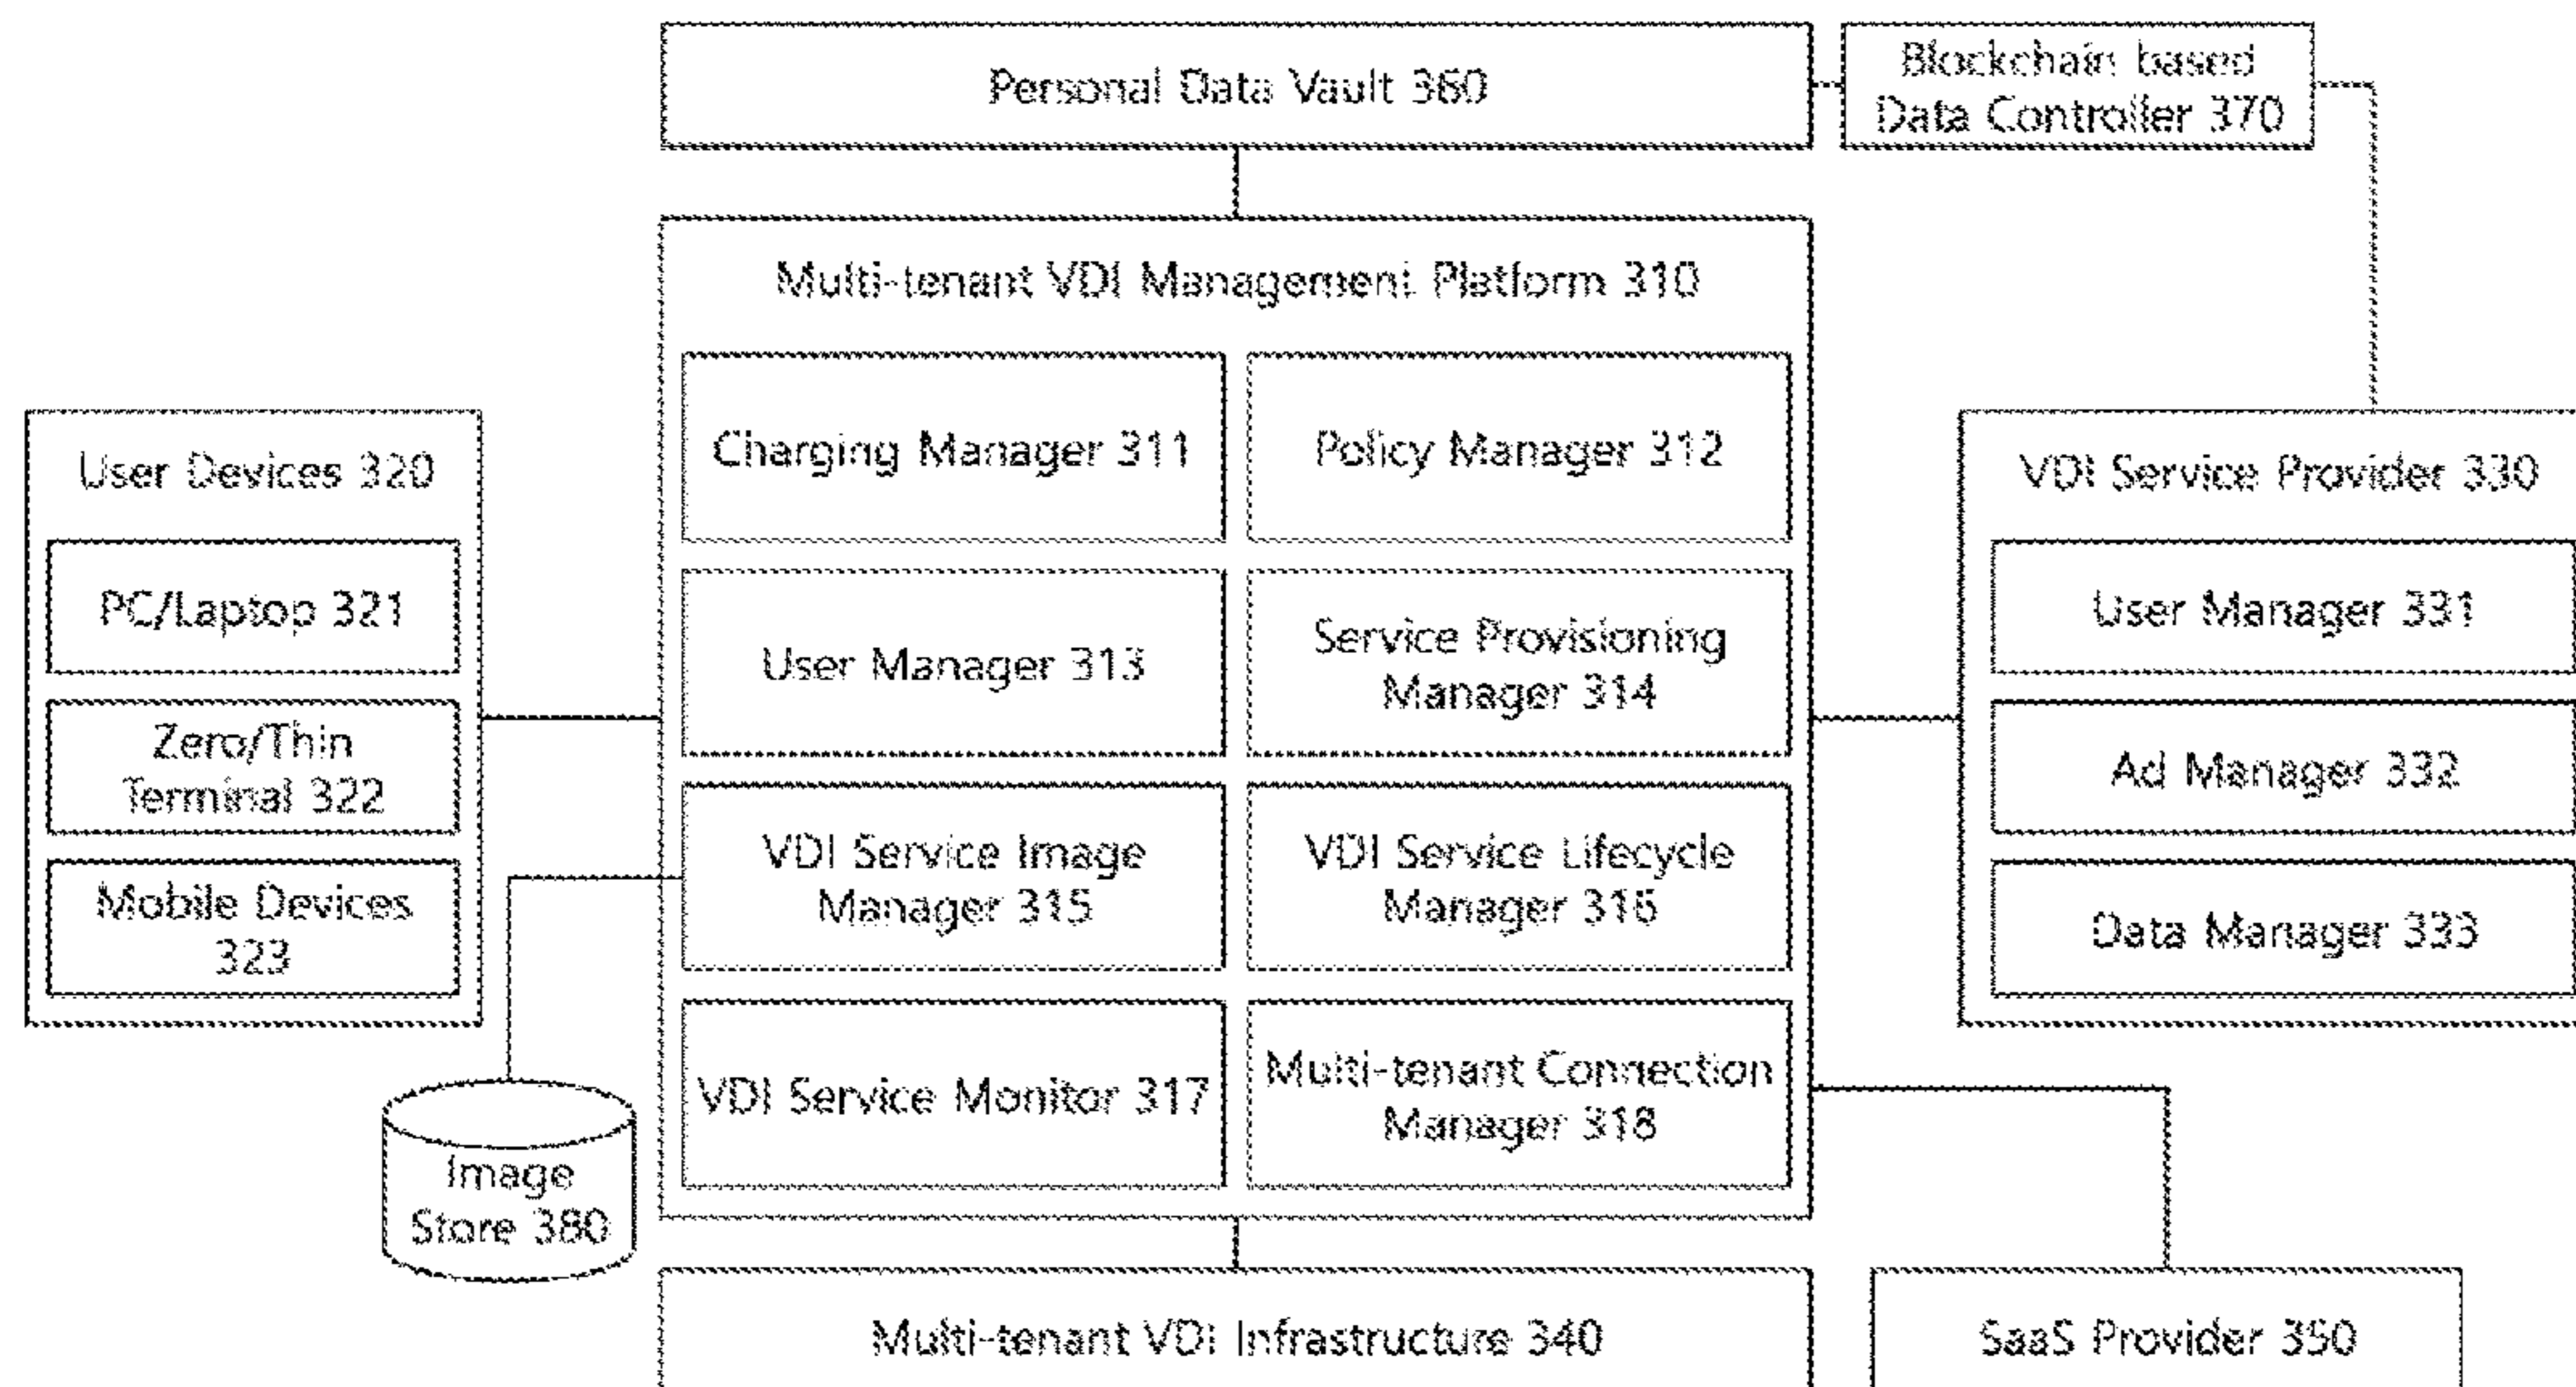 Personal Data Vault 360
Blockchain based
Data Controller 370
Multi-tenant VDI Management Platform 310
Charging Manager 311
Policy Manager 312
User Manager 313
Service Provisioning
Manager 314
VDI Service Image
Manager 315
VDI Service Lifecycle
Manager 316
VDI Service Monitor 317
Multi-tenant Connection
Manager 318
User Devices 320
PC/Laptop 321
Zero/Thin
Terminal 322
Mobile Devices
323
VDI Service Provider 330
User Manager 331
Ad Manager 332
Data Manager 333
Image
Store 380
Multi-tenant VDI Infrastructure 340
SaaS Provider 350